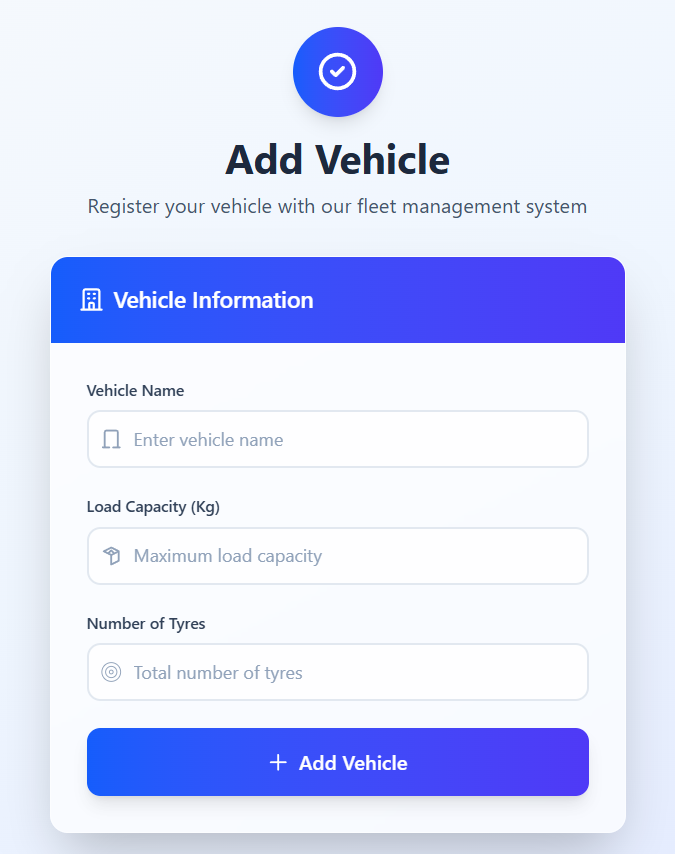 Add Vehicle
Register your vehicle with our fleet management system
Vehicle Information
Vehicle Name
Enter vehicle name
Load Capacity (Kg)
Maximum load capacity
Number of Tyres
Total number of tyres
Add Vehicle